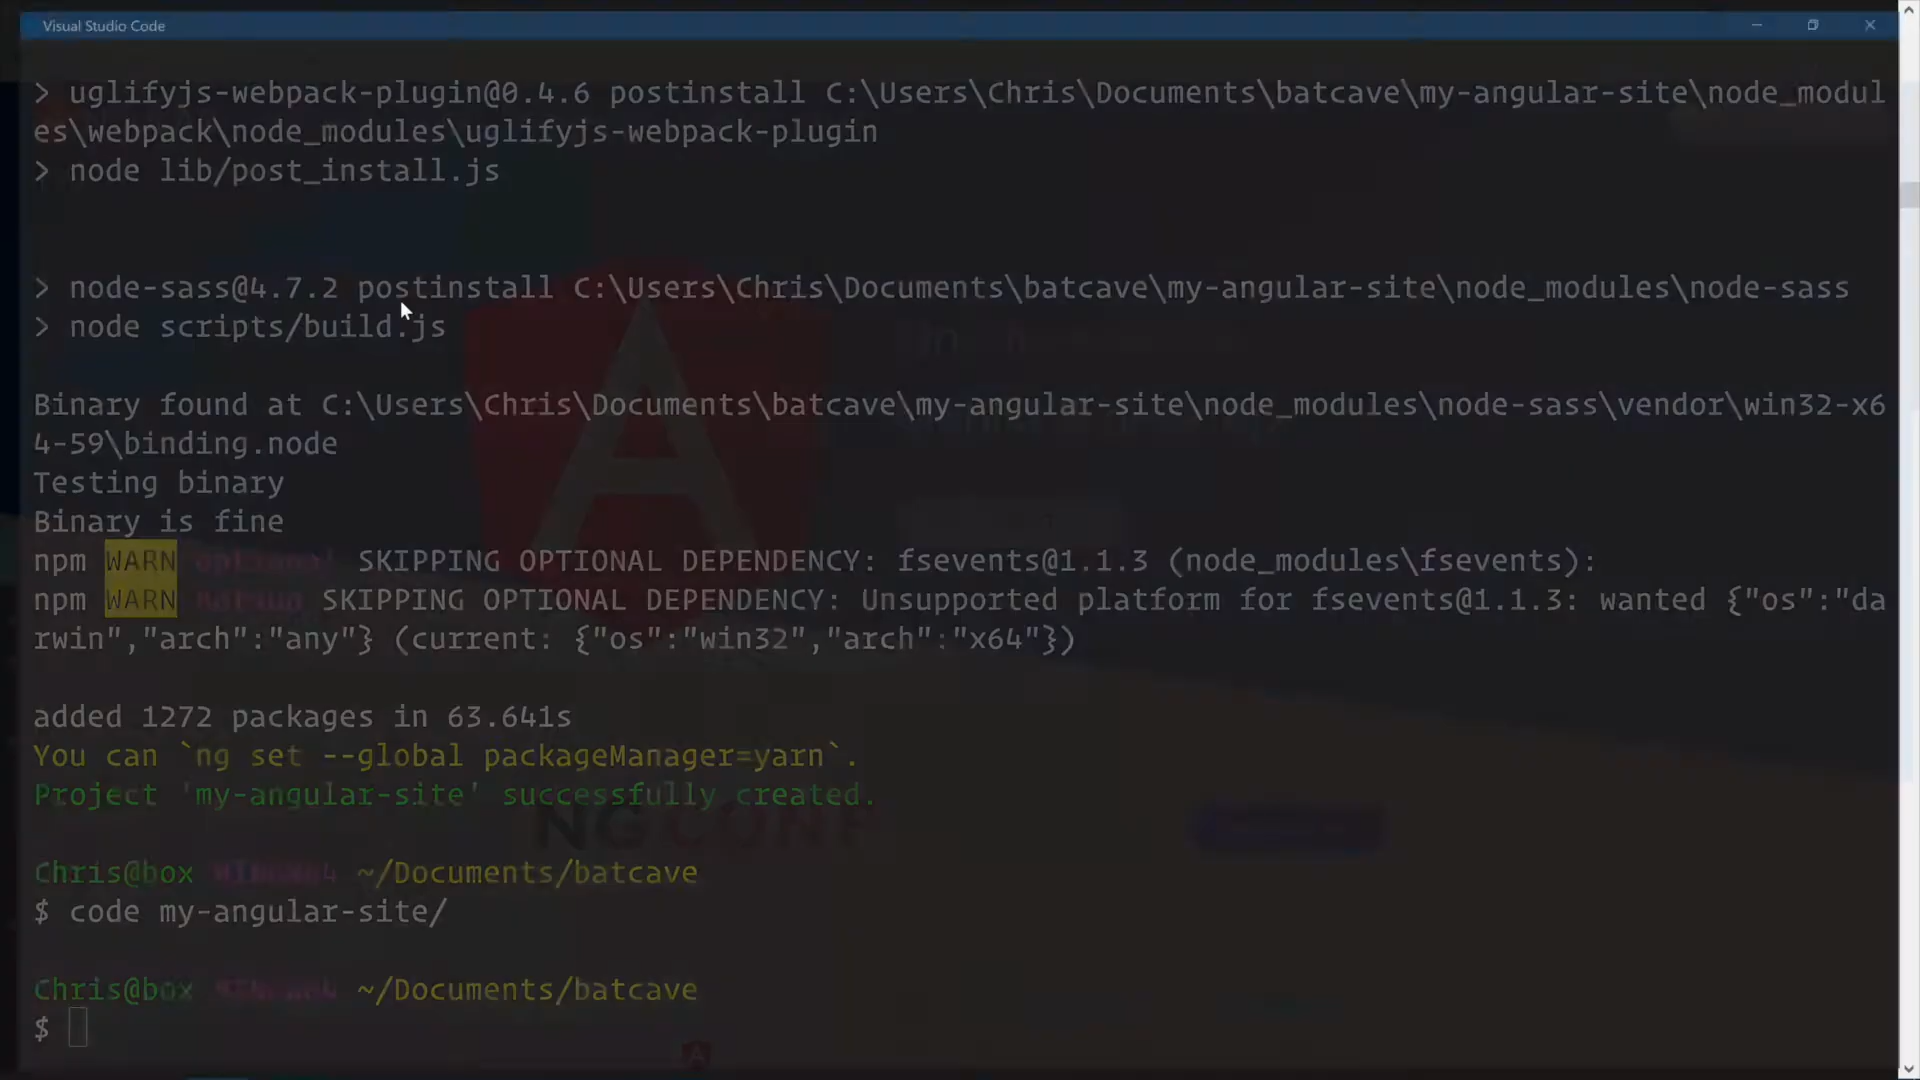 Visual Studio Code
> uglifyjs-webpack-plugin@0.4.6 postinstall C:\Users\Chris\Documents\batcave\my-angular-site\node_modul
es\webpack\node_modules\uglifyjs-webpack-plugin
> node lib/post_install.js
> node-sass@4.7.2 postinstall C:\Users\Chris\Documents\batcave\my-angular-site\node_modules\node-sass
> node scripts/build.js
Binary found at C:\Users\Chris\Documents\batcave\my-angular-site\node_modules\node-sass\vendor\win32-x6
4-59\binding.node
Testing binary
Binary is fine
npm WARN optional SKIPPING OPTIONAL DEPENDENCY: fsevents@1.1.3 (node_modules\fsevents):
npm WARN notsup SKIPPING OPTIONAL DEPENDENCY: Unsupported platform for fsevents@1.1.3: wanted {"os":"da
rwin","arch":"any"} (current: {"os":"win32","arch":"x64"})
added 1272 packages in 63.641s
You can `ng set --global packageManager=yarn`.
Project 'my-angular-site' successfully created.
NG CONF
Chris@box MINGW64 ~/Documents/batcave
$ code my-angular-site/
Chris@box MINGW64 ~/Documents/batcave
$